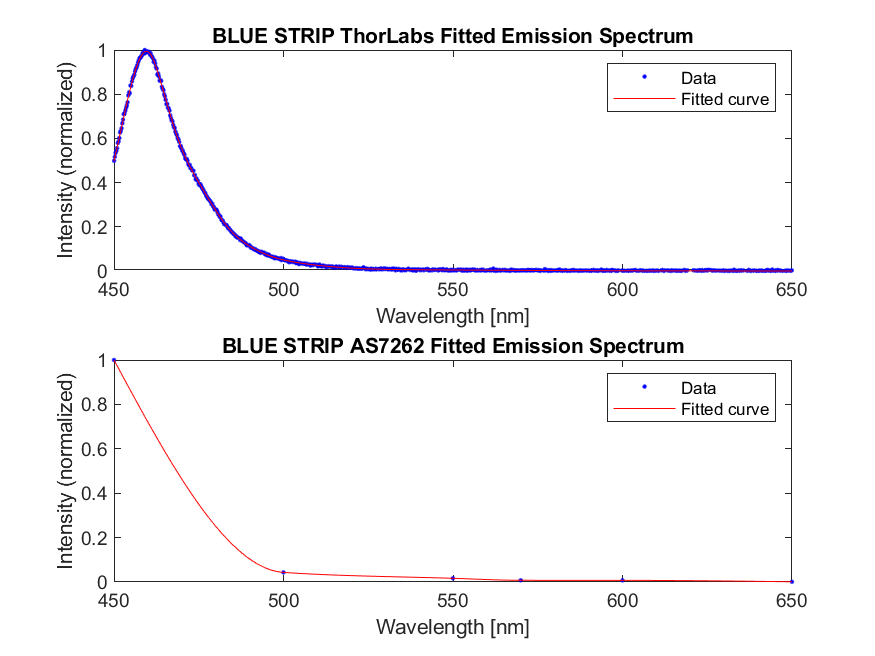 BLUE STRIP ThorLabs Fitted Emission Spectrum
Intensity (normalized)
1
0.8
0.6
0.4
0.2
0
Data
Fitted curve
450 500 550 600 650
Wavelength [nm]
BLUE STRIP AS7262 Fitted Emission Spectrum
Intensity (normalized)
1
0.8
0.6
0.4
0.2
0
Data
Fitted curve
450 500 550 600 650
Wavelength [nm]